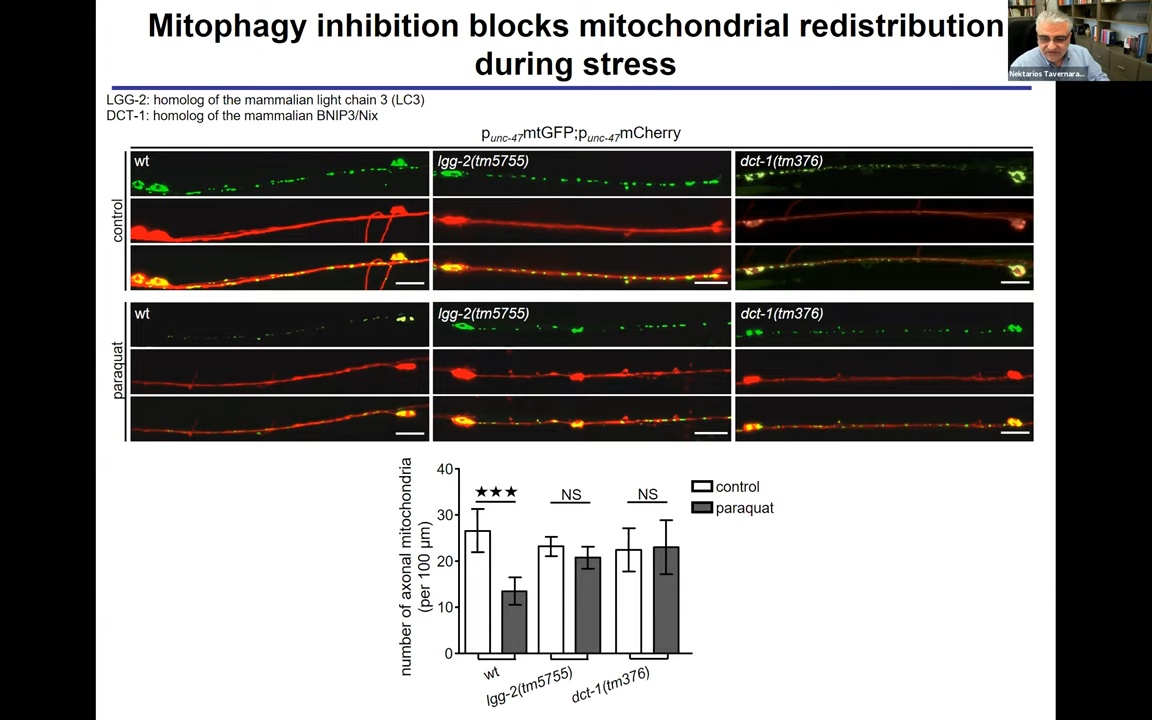 Mitophagy inhibition blocks mitochondrial redistribution
during stress
Nektarios Tavernara...
LGG-2: homolog of the mammalian light chain 3 (LC3)
DCT-1: homolog of the mammalian BNIP3/Nix
punc-47mtGFP;punc-47mCherry
control
wt
lgg-2(tm5755)
dct-1(tm376)
paraquat
wt
lgg-2(tm5755)
dct-1(tm376)
number of axonal mitochondria
(per 100 µm)
40
30
20
10
0
★★★
NS
NS
control
paraquat
wt
lgg-2(tm5755)
dct-1(tm376)